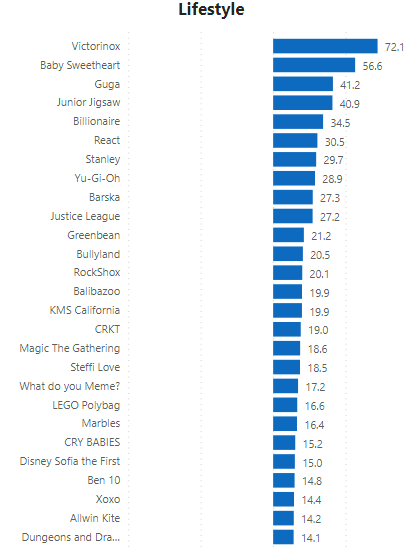 Lifestyle
Victorinox 72.1
Baby Sweetheart 56.6
Guga 41.2
Junior Jigsaw 40.9
Billionaire 34.5
React 30.5
Stanley 29.7
Yu-Gi-Oh 28.9
Barska 27.3
Justice League 27.2
Greenbean 21.2
Bullyland 20.5
RockShox 20.1
Balibazoo 19.9
KMS California 19.9
CRKT 19.0
Magic The Gathering 18.6
Steffi Love 18.5
What do you Meme? 17.2
LEGO Polybag 16.6
Marbles 16.4
CRY BABIES 15.2
Disney Sofia the First 15.0
Ben 10 14.8
Xoxo 14.4
Allwin Kite 14.2
Dungeons and Dra... 14.1